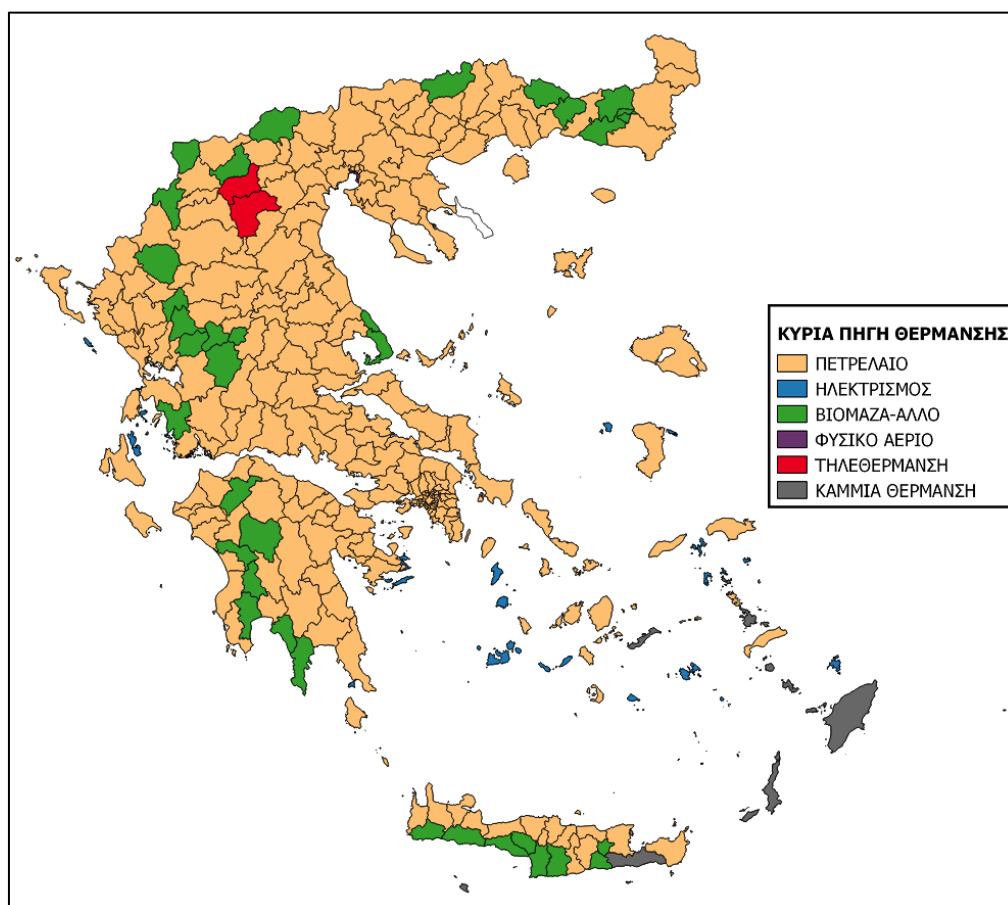 ΚΥΡΙΑ ΠΗΓΗ ΘΕΡΜΑΝΣΗΣ
ΠΕΤΡΕΛΑΙΟ
ΗΛΕΚΤΡΙΣΜΟΣ
ΒΙΟΜΑΖΑ-ΑΛΛΟ
ΦΥΣΙΚΟ ΑΕΡΙΟ
ΤΗΛΕΘΕΡΜΑΝΣΗ
ΚΑΜΜΙΑ ΘΕΡΜΑΝΣΗ